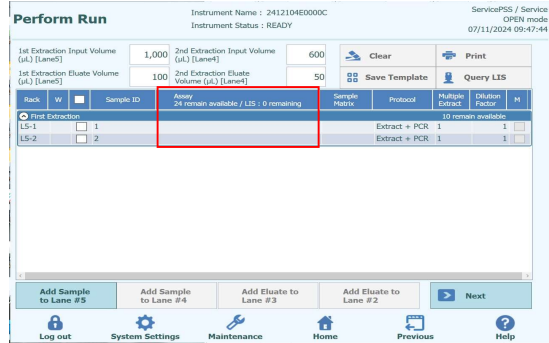 Perform Run
Instrument Name : 2412104E0000C
Instrument Status : READY
ServicePSS / Service
OPEN mode
07/11/2024 09:47:44
1st Extraction Input Volume
(µL) [Lane5]
1,000
2nd Extraction Input Volume
(µL) [Lane4]
600
Clear
Print
1st Extraction Eluate Volume
(µL) [Lane5]
100
2nd Extraction Eluate
Volume (µL) [Lane4]
50
Save Template
Query LIS
Rack
W
Sample ID
Assay
24 remain available / LIS : 0 remaining
Sample
Matrix
Protocol
Multiple
Extract
Dilution
Factor
M
First Extraction
10 remain available
L5-1
1
Extract + PCR
1
1
L5-2
2
Extract + PCR
1
1
Add Sample
to Lane #5
Add Sample
to Lane #4
Add Eluate to
Lane #3
Add Eluate to
Lane #2
Next
Log out
System Settings
Maintenance
Home
Previous
Help